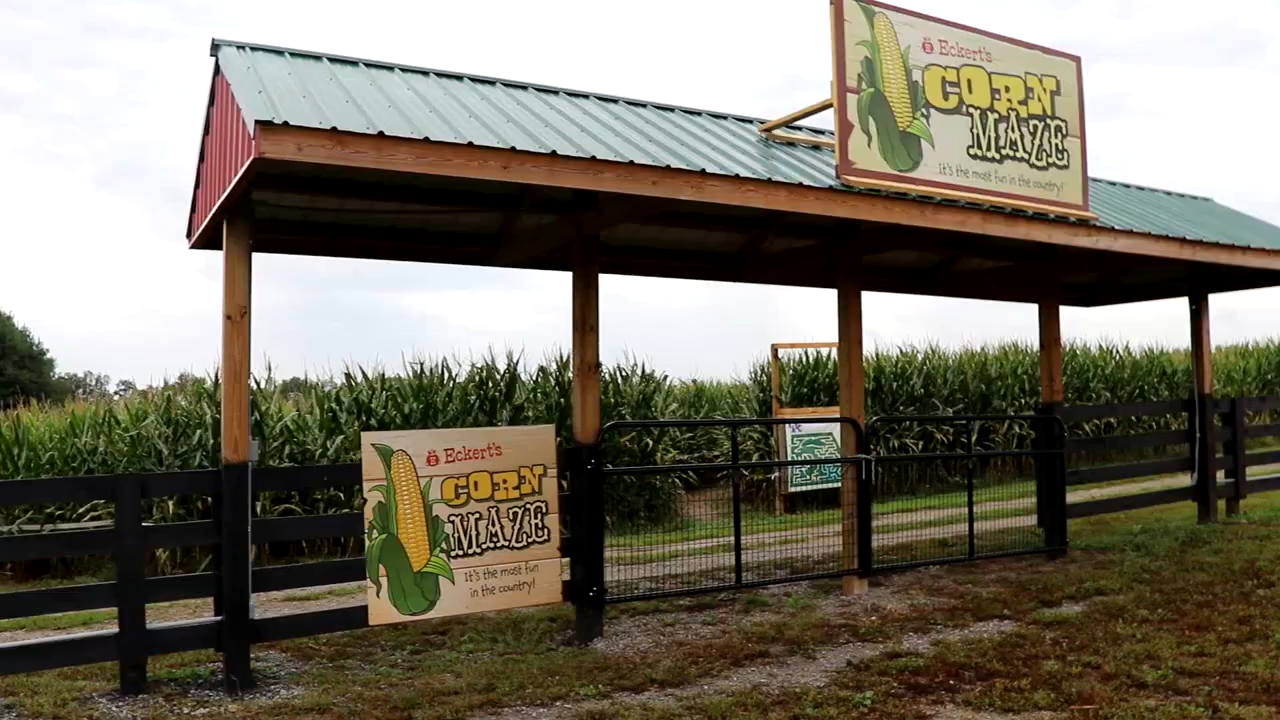 Eckert's
CORN
MAZE
It's the most fun in the country!
Eckert's
CORN
MAZE
It's the most fun
in the country!
UK